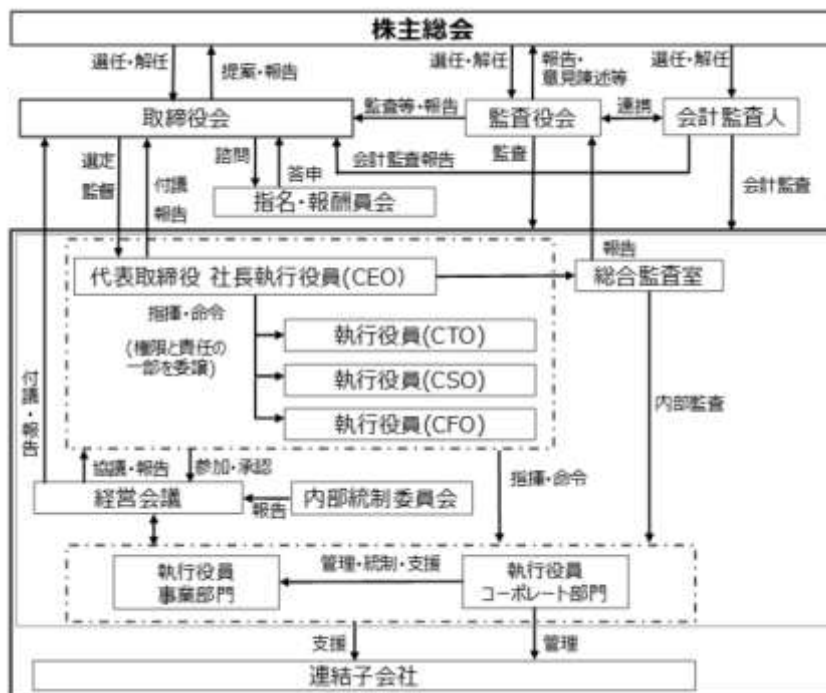 株主総会
選任・解任
提案・報告
選任・解任
報告・
意見陳述等
選任・解任
取締役会
監査等・報告
監査役会
連携
会計監査人
選定
監督
付議
報告
諮問
答申
会計監査報告
監査
会計監査
指名・報酬員会
報告
代表取締役 社長執行役員(CEO)
総合監査室
指揮・命令
(権限と責任の
一部を委譲)
執行役員(CTO)
執行役員(CSO)
執行役員(CFO)
付議・報告
内部監査
協議・報告
参加・承認
指揮・命令
経営会議
報告
内部統制委員会
執行役員
事業部門
管理・統制・支援
執行役員
コーポレート部門
支援
管理
連結子会社